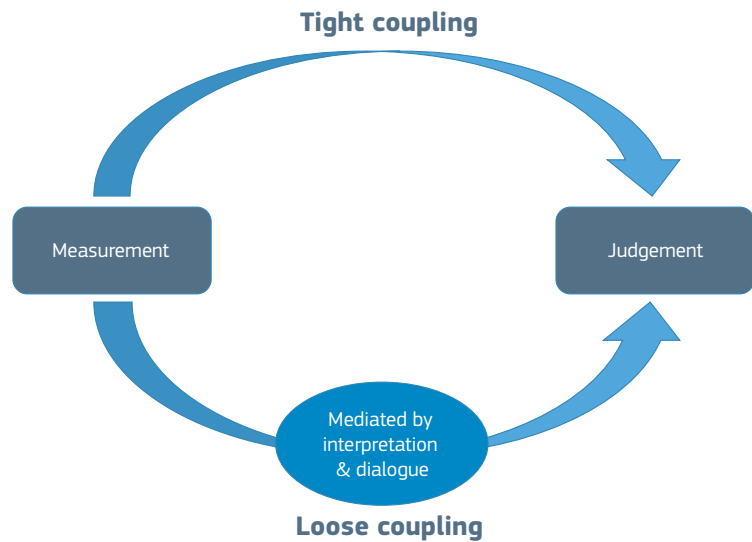 Tight coupling
Measurement
Judgement
Mediated by
interpretation
& dialogue
Loose coupling